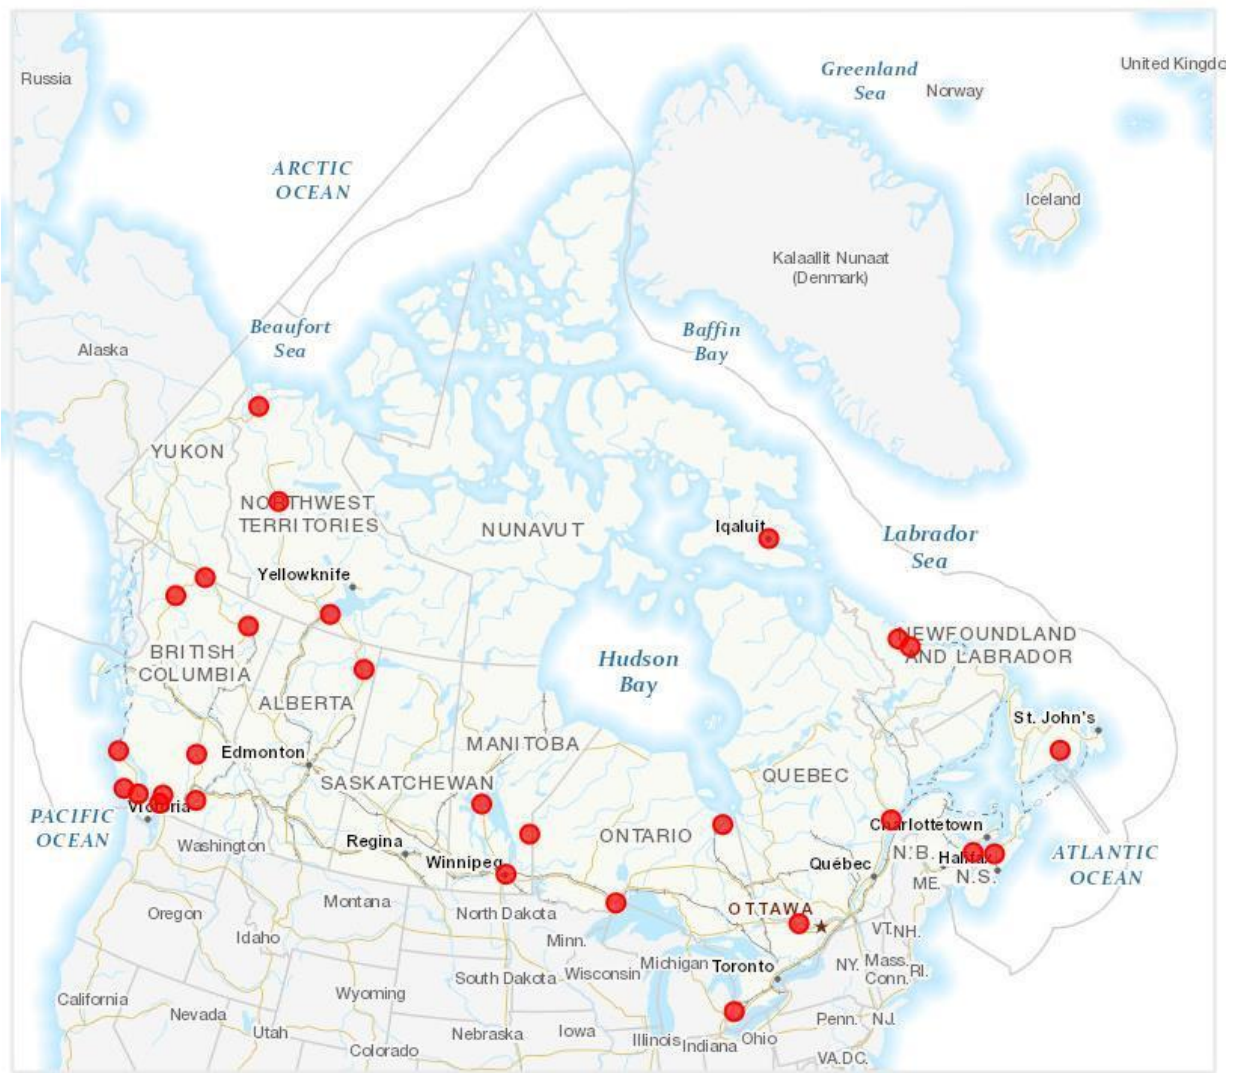 United Kingdo
Greenland
Sea
Russia
Norway
ARCTIC
OCEAN
Iceland
Kalaallit Nunaat
(Denmark)
Beaufort
Sea
Baffin
Bay
Alaska
YUKON
NORTHWEST
TERRITORIES
NUNAVUT
Iqaluit
Labrador
Sea
Yellowknife
NEWFOUNDLAND
AND LABRADOR
BRITISH
COLUMBIA
Hudson
Bay
ALBERTA
St. John's
Edmonton
MANITOBA
SASKATCHEWAN
QUEBEC
Victoria
PACIFIC
OCEAN
Washington
Regina
ONTARIO
Charlottetown
Winnipeg
Québec
N.B.
Halifax
N.S.
ATLANTIC
OCEAN
ME.
Montana
Oregon
North Dakota
OTTAWA
Idaho
Minn.
VT.
NH.
South Dakota
Wisconsin
Michigan
Toronto
NY.
Mass.
Conn.
RI.
California
Wyoming
Nevada
Utah
Nebraska
Iowa
Illinois
Indiana
Ohio
Penn.
NJ.
Colorado
VA.
DC.